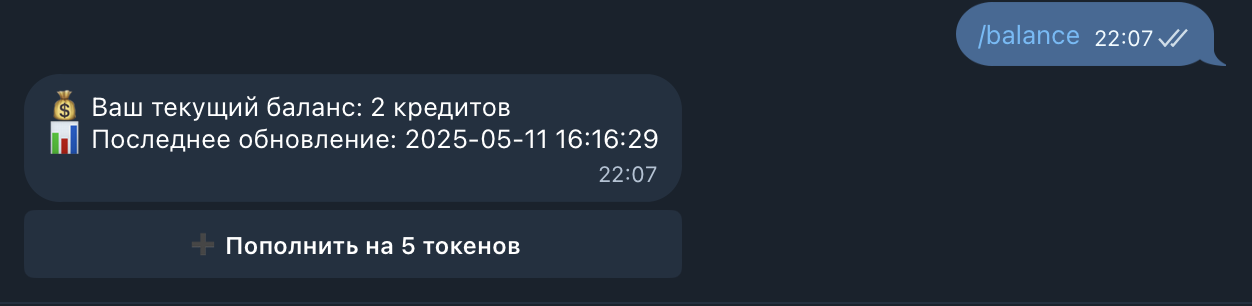 /balance 22:07
Ваш текущий баланс: 2 кредитов
Последнее обновление: 2025-05-11 16:16:29
22:07
Пополнить на 5 токенов